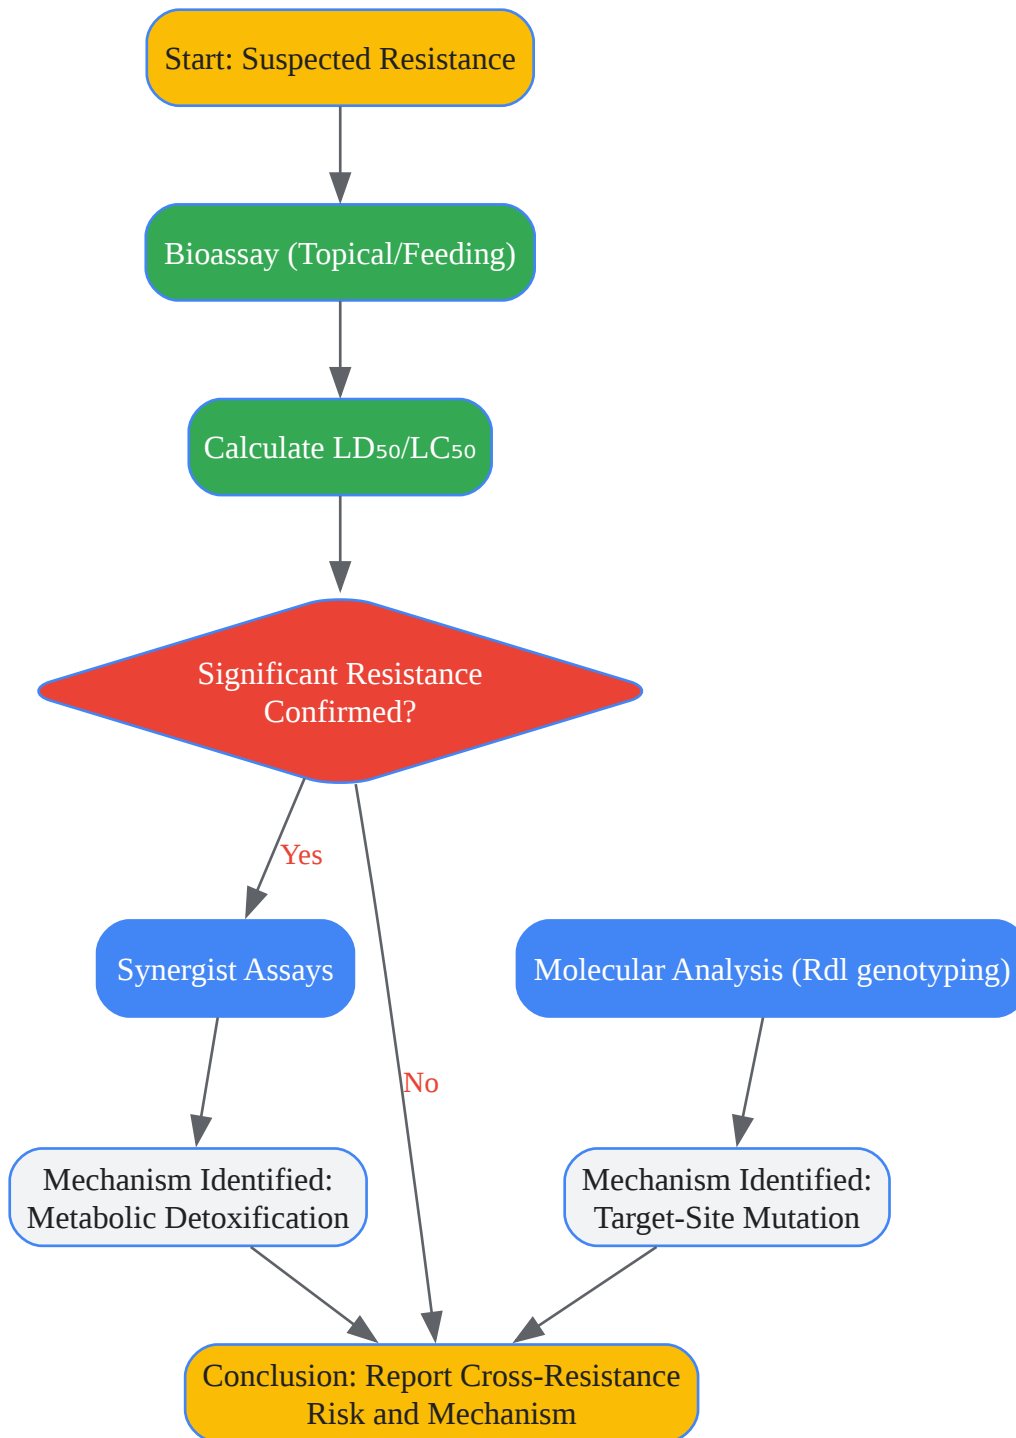 Start: Suspected Resistance
Bioassay (Topical/Feeding)
Calculate LD₅₀/LC₅₀
Significant Resistance
Confirmed?
Yes
Synergist Assays
Molecular Analysis (Rdl genotyping)
No
Mechanism Identified:
Metabolic Detoxification
Mechanism Identified:
Target-Site Mutation
Conclusion: Report Cross-Resistance
Risk and Mechanism